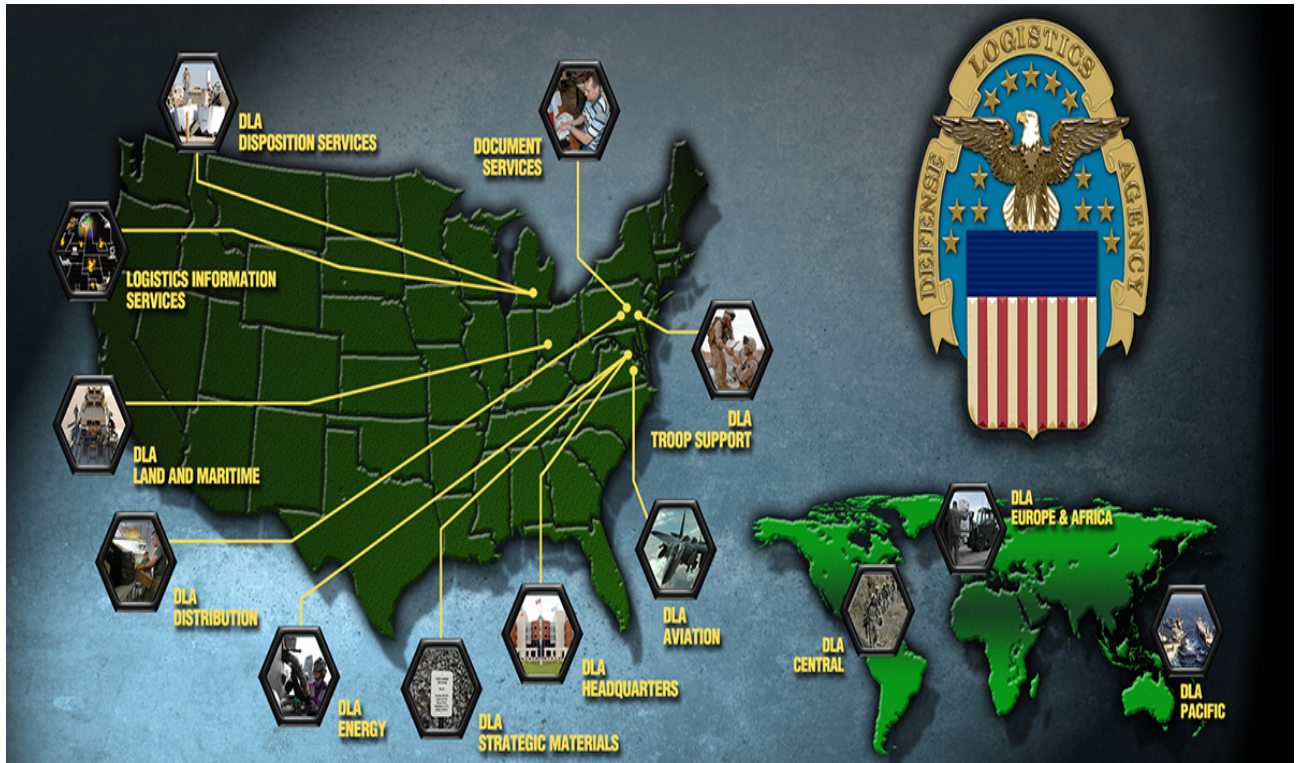 DLA
DISPOSITION SERVICES
DOCUMENT
SERVICES
LOGISTICS INFORMATION
SERVICES
DLA
LAND AND MARITIME
DLA
TROOP SUPPORT
DLA
DISTRIBUTION
DLA
ENERGY
DLA
STRATEGIC MATERIALS
DLA
HEADQUARTERS
DLA
AVIATION
DEFENSE LOGISTICS AGENCY
DLA
EUROPE & AFRICA
DLA
CENTRAL
DLA
PACIFIC